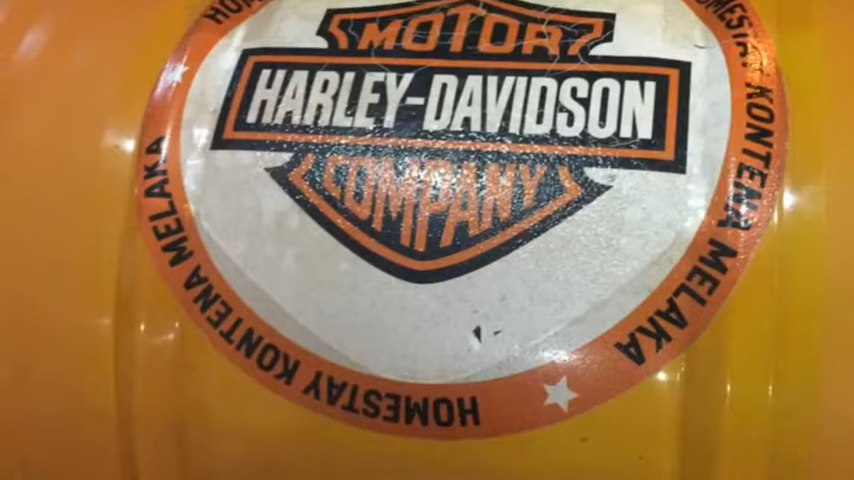 MOTOR
HARLEY-DAVIDSON
COMPANY
HOMESTAY KONTENA MELAKA
HOMESTAY KONTENA MELAKA